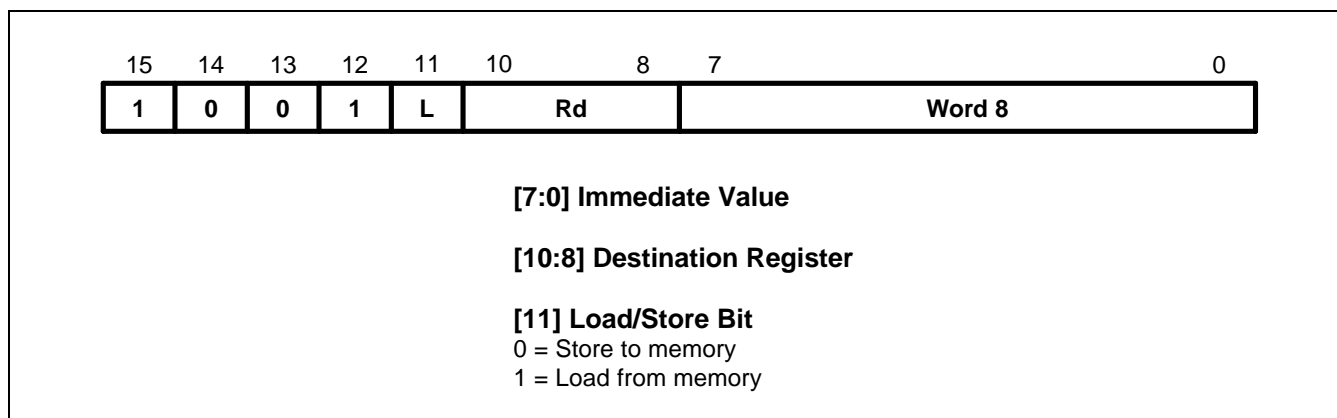 15 14 13 12 11 10 8 7 0
1 0 0 1 L Rd Word 8
[7:0] Immediate Value
[10:8] Destination Register
[11] Load/Store Bit
0 = Store to memory
1 = Load from memory